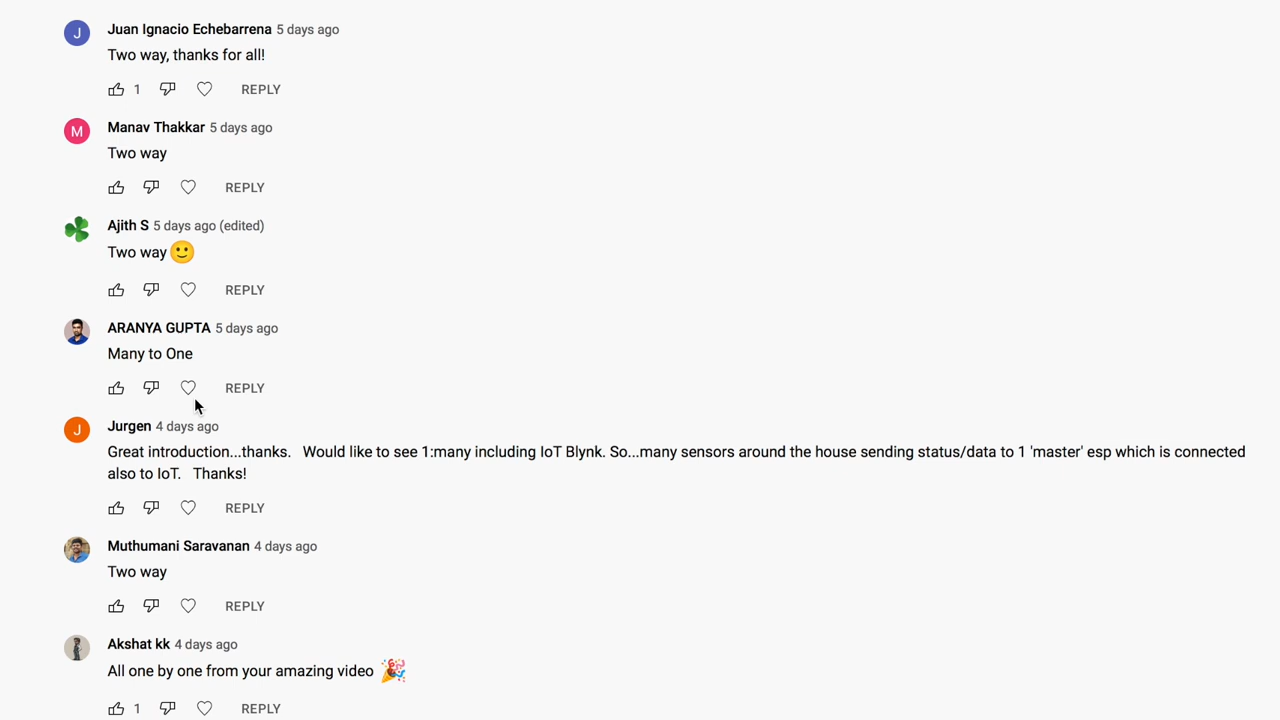 J
Juan Ignacio Echebarrena 5 days ago
Two way, thanks for all!
1 REPLY
M
Manav Thakkar 5 days ago
Two way
REPLY
Ajith S 5 days ago (edited)
Two way 🙂
REPLY
ARANYA GUPTA 5 days ago
Many to One
REPLY
J
Jurgen 4 days ago
Great introduction...thanks. Would like to see 1:many including IoT Blynk. So...many sensors around the house sending status/data to 1 'master' esp which is connected
also to IoT. Thanks!
REPLY
Muthumani Saravanan 4 days ago
Two way
REPLY
Akshat kk 4 days ago
All one by one from your amazing video 🎉
1 REPLY